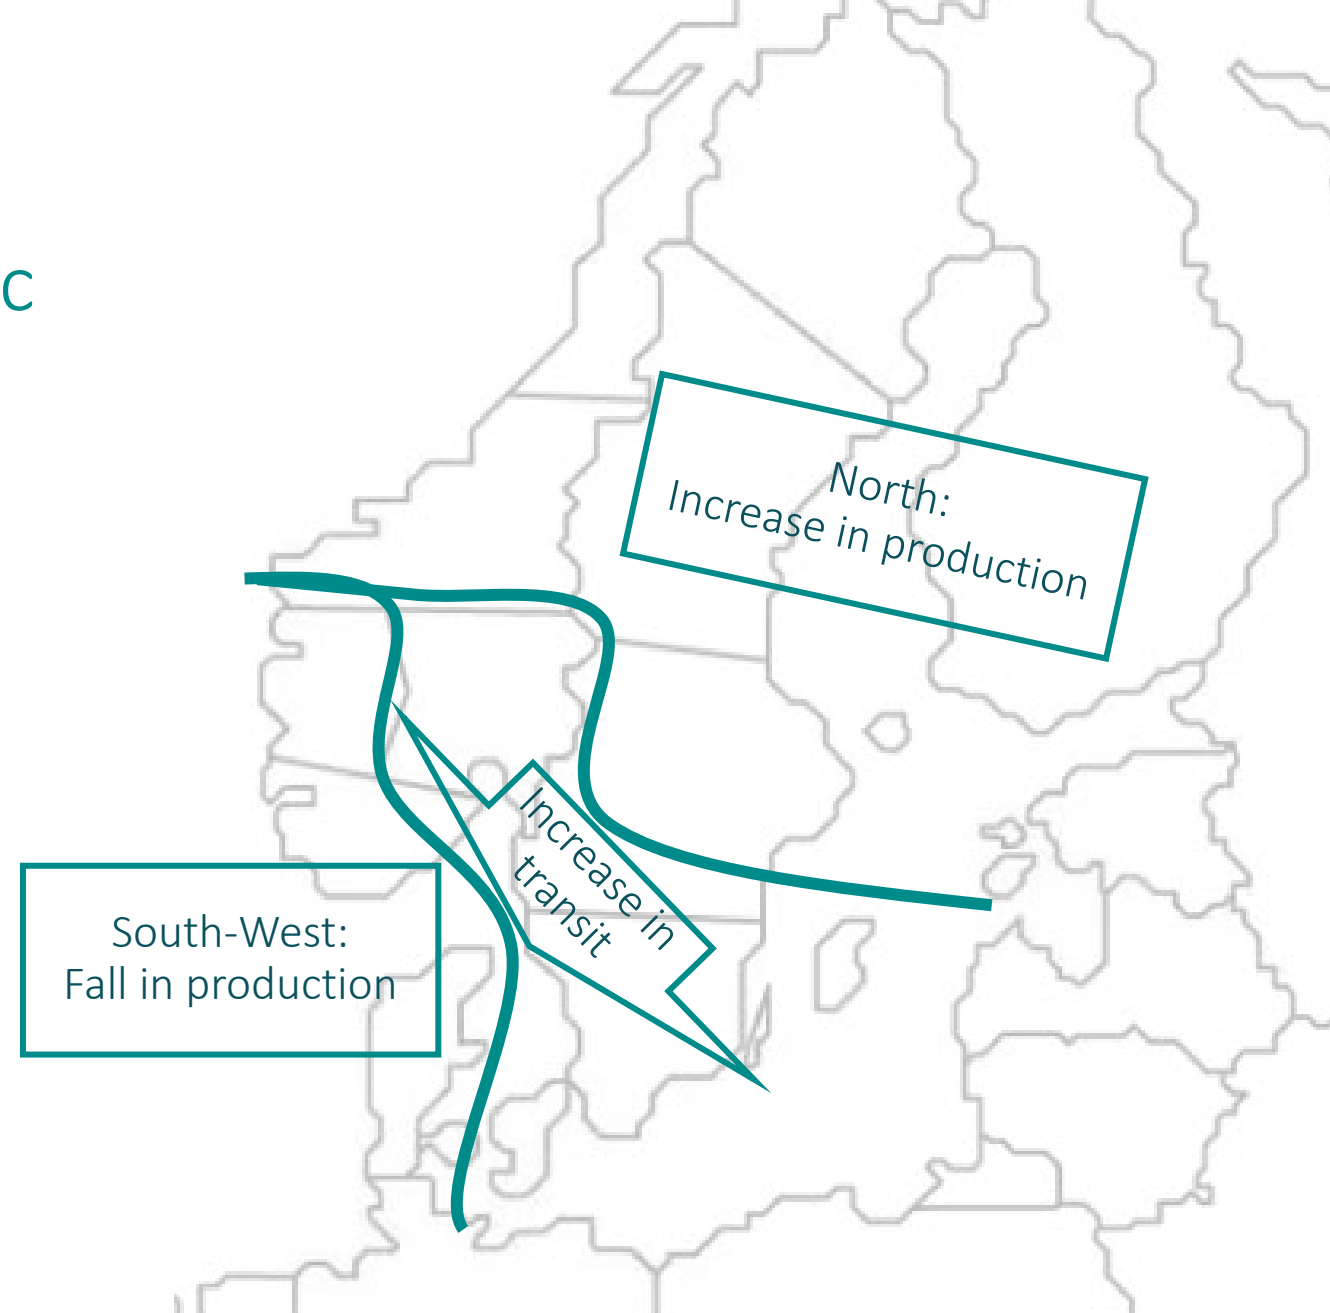 c
North:
Increase in production
Increase in
transit
South-West:
Fall in production